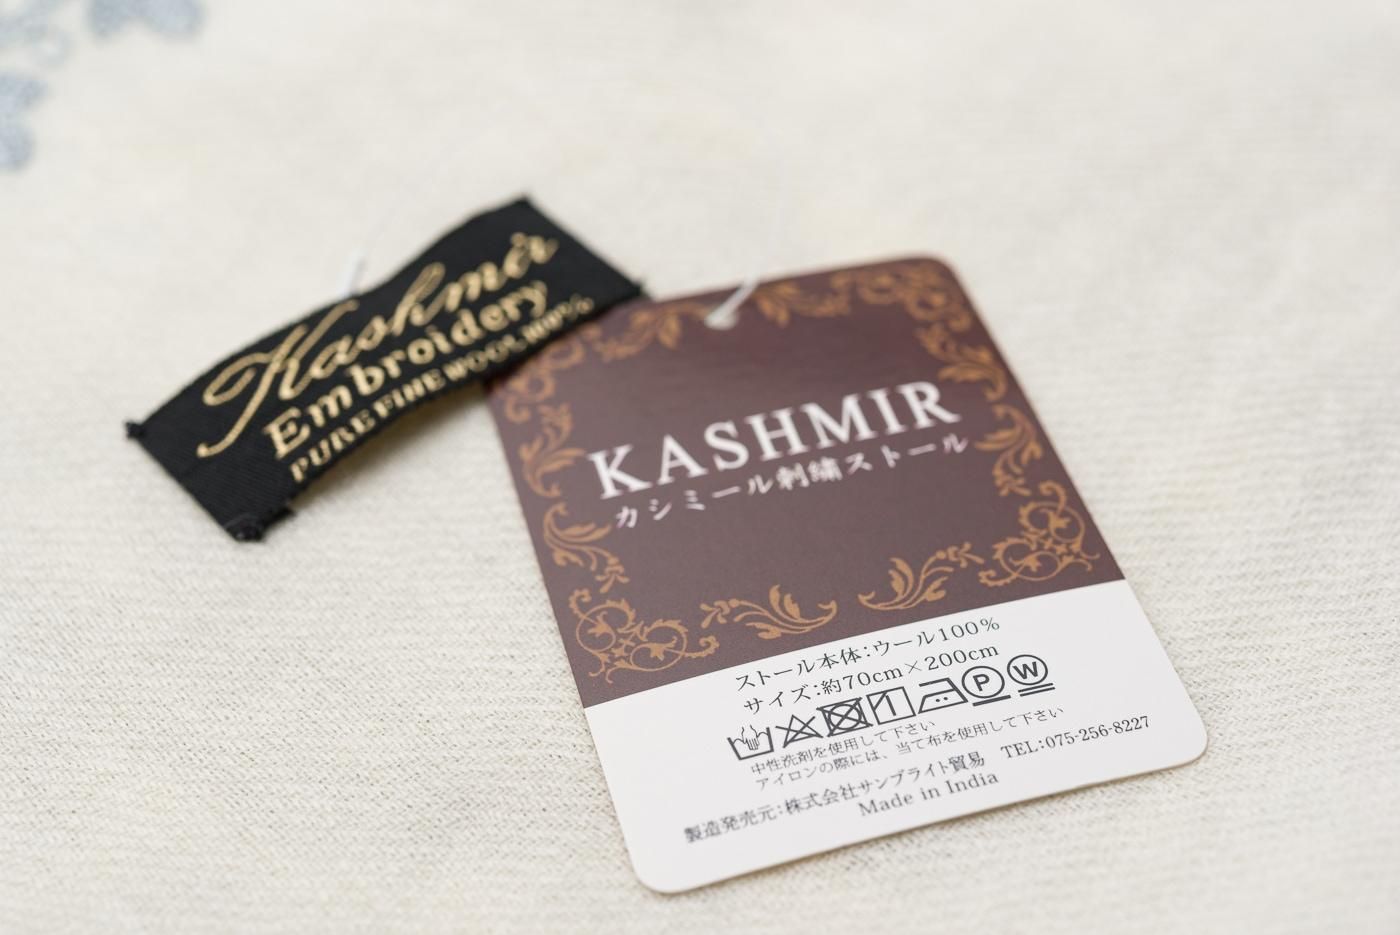 Kashmir
Embroidery
PURE FINE WOOL 100%
KASHMIR
カシミール刺繍ストール
ストール本体:ウール100%
サイズ:約70cm×200cm
P W
中性洗剤を使用して下さい
アイロンの際には、当て布を使用して下さい
製造発売元:株式会社サンブライト貿易 TEL:075-256-8227
Made in India